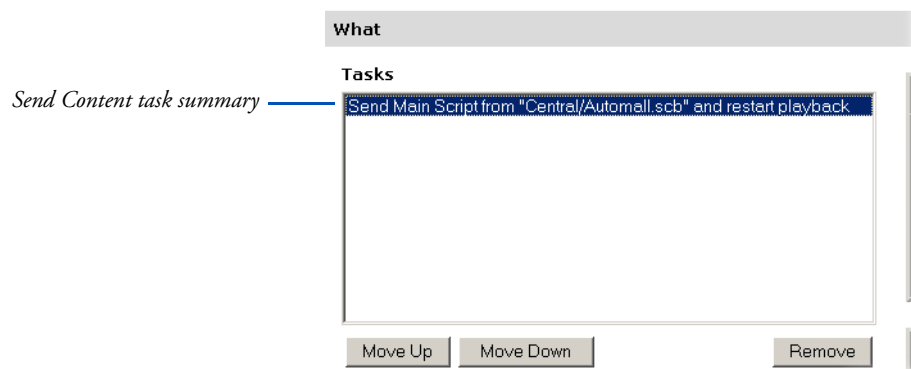 What
Tasks
Send Content task summary
Send Main Script from "Central/Automall.scb" and restart playback
Move Up Move Down Remove